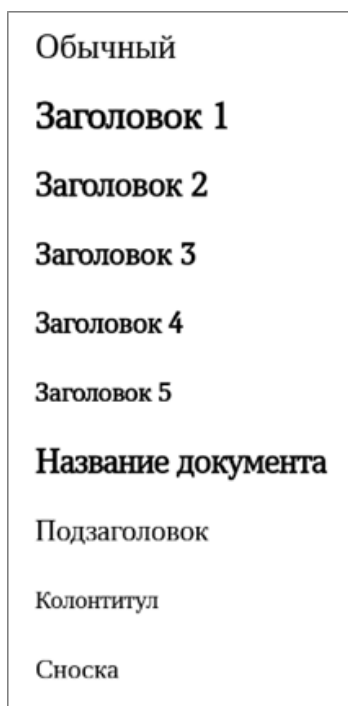 Обычный
Заголовок 1
Заголовок 2
Заголовок 3
Заголовок 4
Заголовок 5
Название документа
Подзаголовок
Колонтитул
Сноска